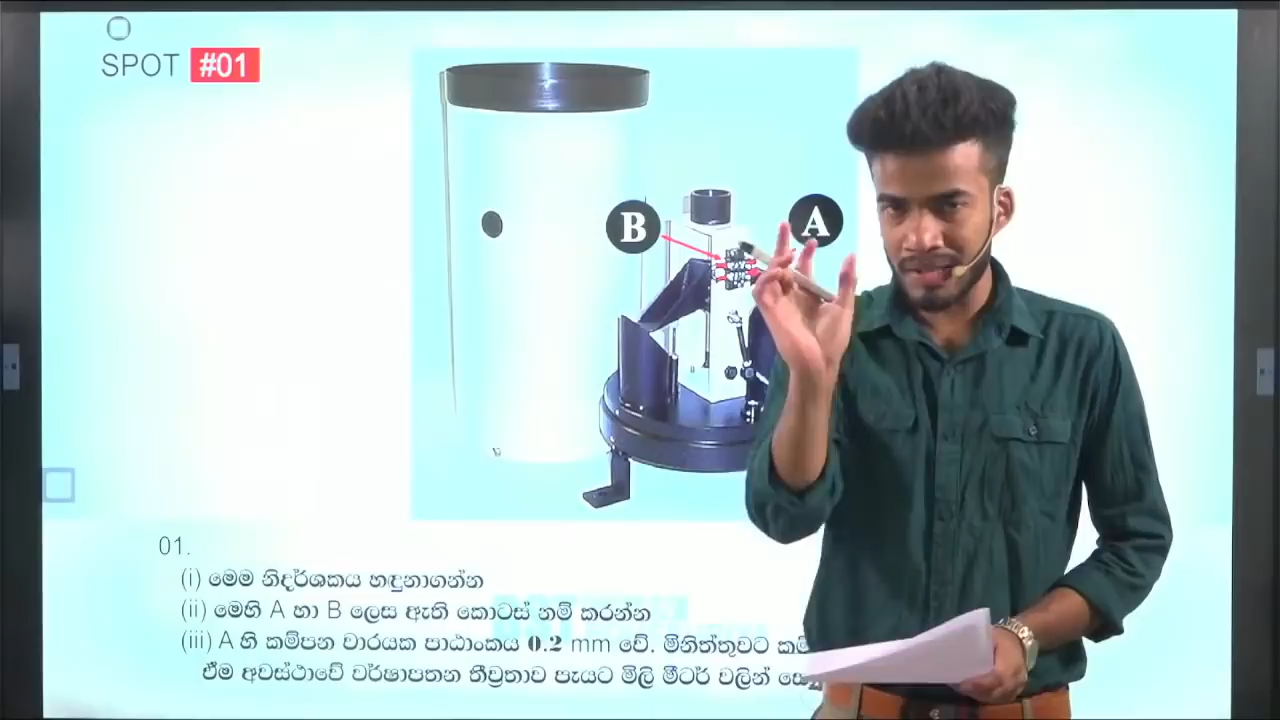 SPOT #01
B
A
01.
(i) මෙම නිදර්ශකය හඳුනාගන්න
(ii) මෙහි A හා B ලෙස ඇති කොටස් නම් කරන්න
(iii) A හි කම්පන වාරයක පාඨාංකය 0.2 mm වේ. මිනිත්තුවට
ඒම අවස්ථාවේ වර්ෂාපතන තීව්‍රතාව පැයට මිලි මීටර් වලින්